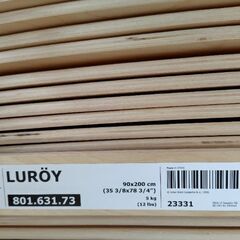 LURÖY
801.631.73
90x200 cm
(35 3/8x78 3/4")
5 kg
(12 lbs)
23331